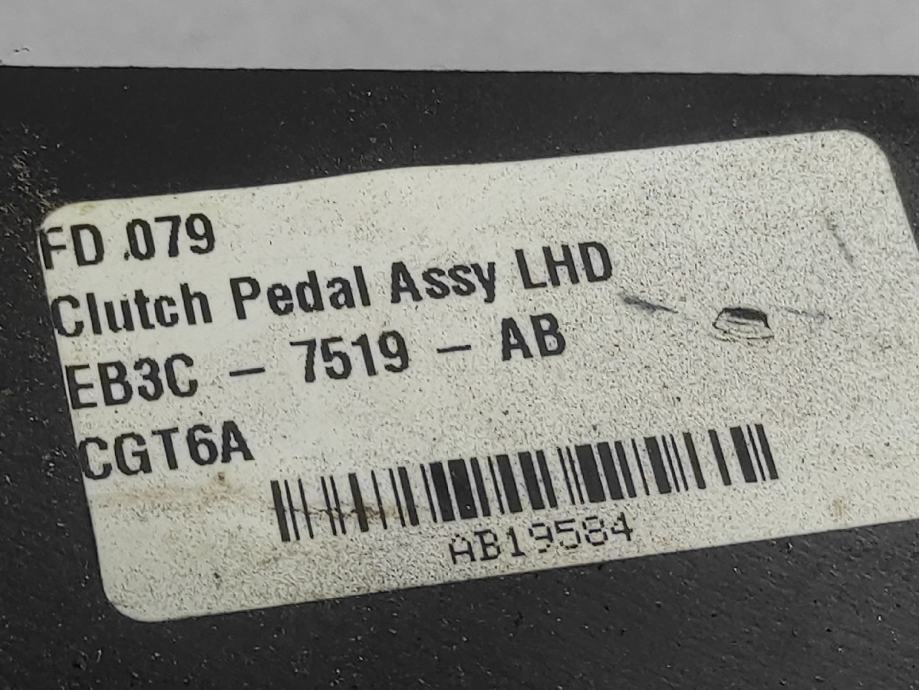 FD .079
Clutch Pedal Assy LHD
EB3C - 7519 - AB
CGT6A
AB19584